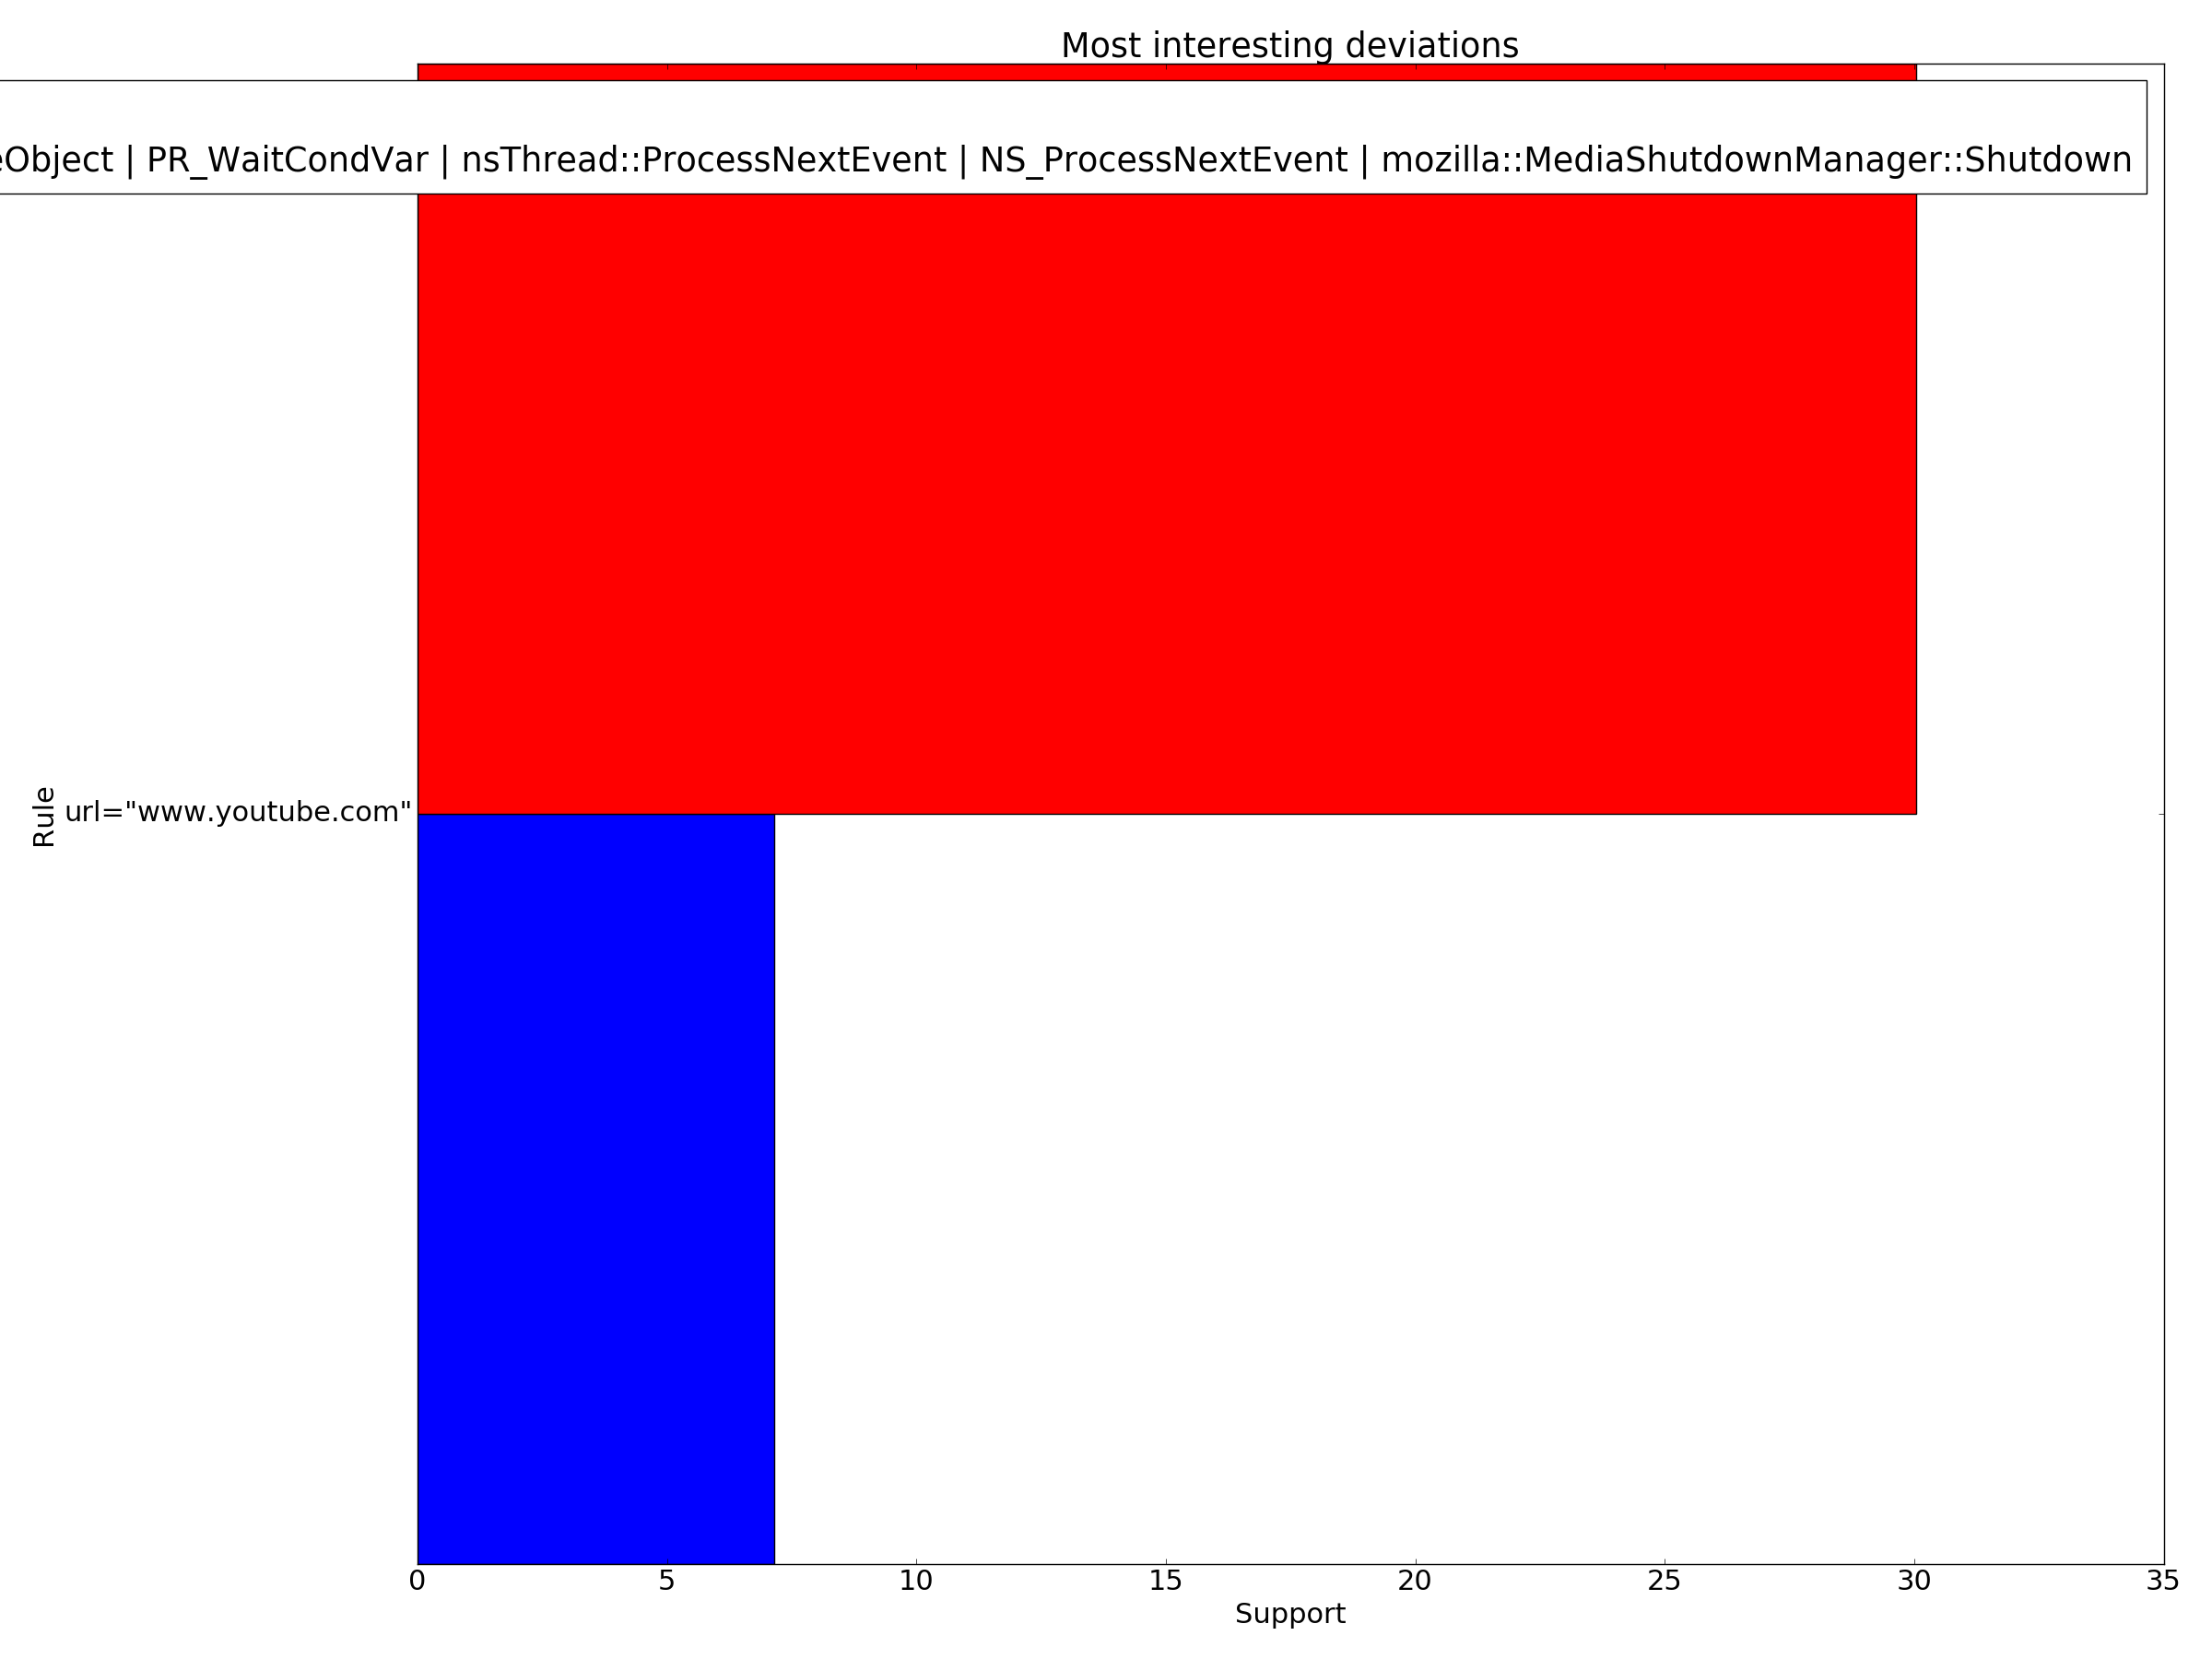 Most interesting deviations
Object | PR_WaitCondVar | nsThread::ProcessNextEvent | NS_ProcessNextEvent | mozilla::MediaShutdownManager::Shutdown
Rule
url="www.youtube.com"
0 5 10 15 20 25 30 35
Support